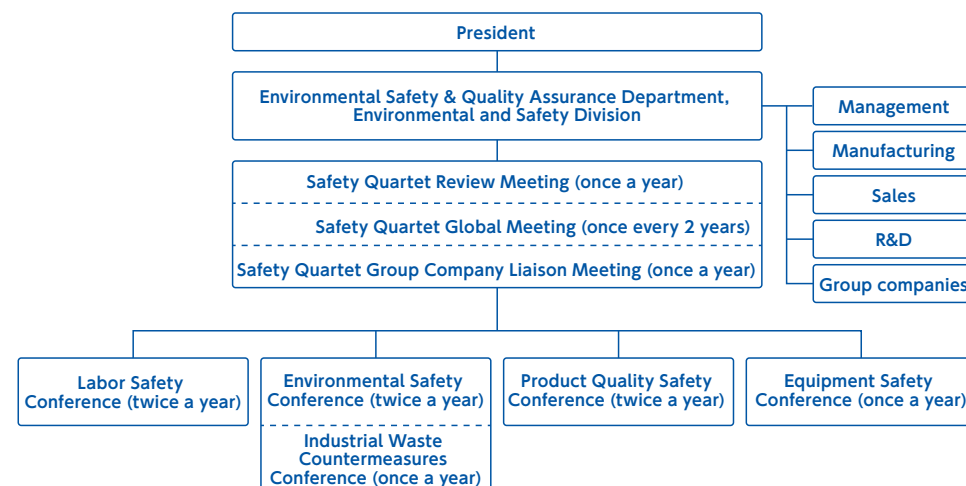 President
Environmental Safety & Quality Assurance Department,
Environmental and Safety Division
Management
Manufacturing
Sales
R&D
Group companies
Safety Quartet Review Meeting (once a year)
Safety Quartet Global Meeting (once every 2 years)
Safety Quartet Group Company Liaison Meeting (once a year)
Labor Safety
Conference (twice a year)
Environmental Safety
Conference (twice a year)
Industrial Waste
Countermeasures
Conference (once a year)
Product Quality Safety
Conference (twice a year)
Equipment Safety
Conference (once a year)